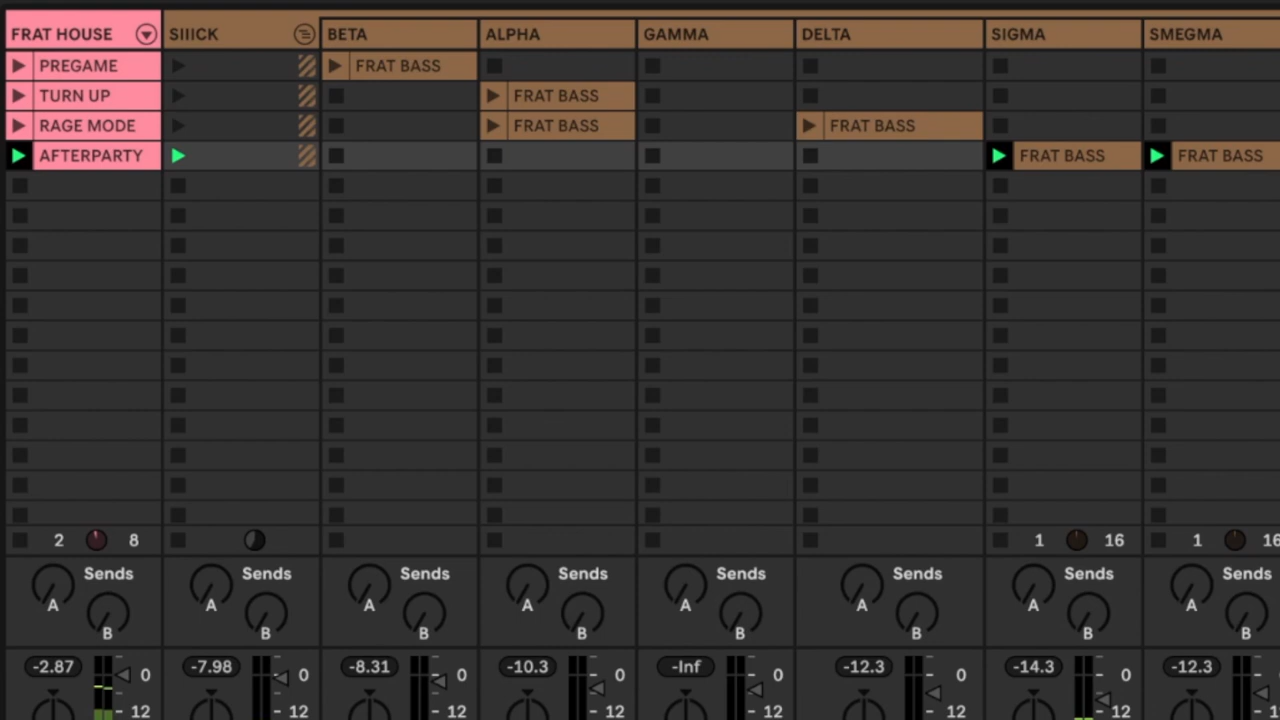 FRAT HOUSE SIIICK BETA ALPHA GAMMA DELTA SIGMA SMEGMA
PREGAME FRAT BASS
TURN UP FRAT BASS
RAGE MODE FRAT BASS FRAT BASS
AFTERPARTY FRAT BASS FRAT BASS
2 8 1 16 1 16
Sends Sends Sends Sends Sends Sends Sends Sends
A A A A A A A A
B B B B B B B B
-2.87 0 -7.98 0 -8.31 0 -10.3 0 -Inf 0 -12.3 0 -14.3 0 -12.3
12 12 12 12 12 12 12